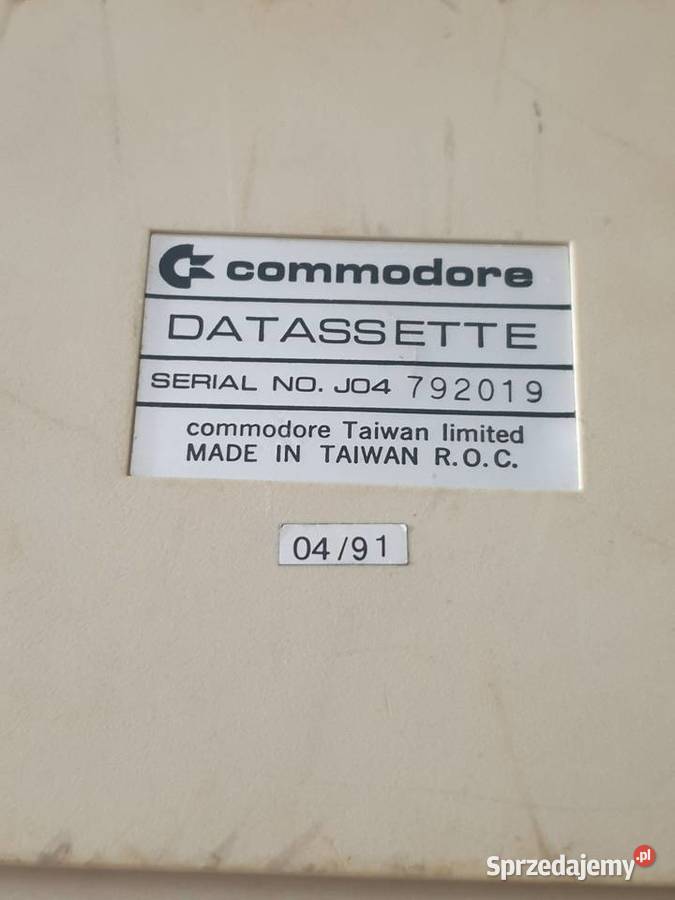 commodore
DATASSETTE
SERIAL NO. J04 792019
commodore Taiwan limited
MADE IN TAIWAN R.O.C.
04/91
Sprzedajemy.pl